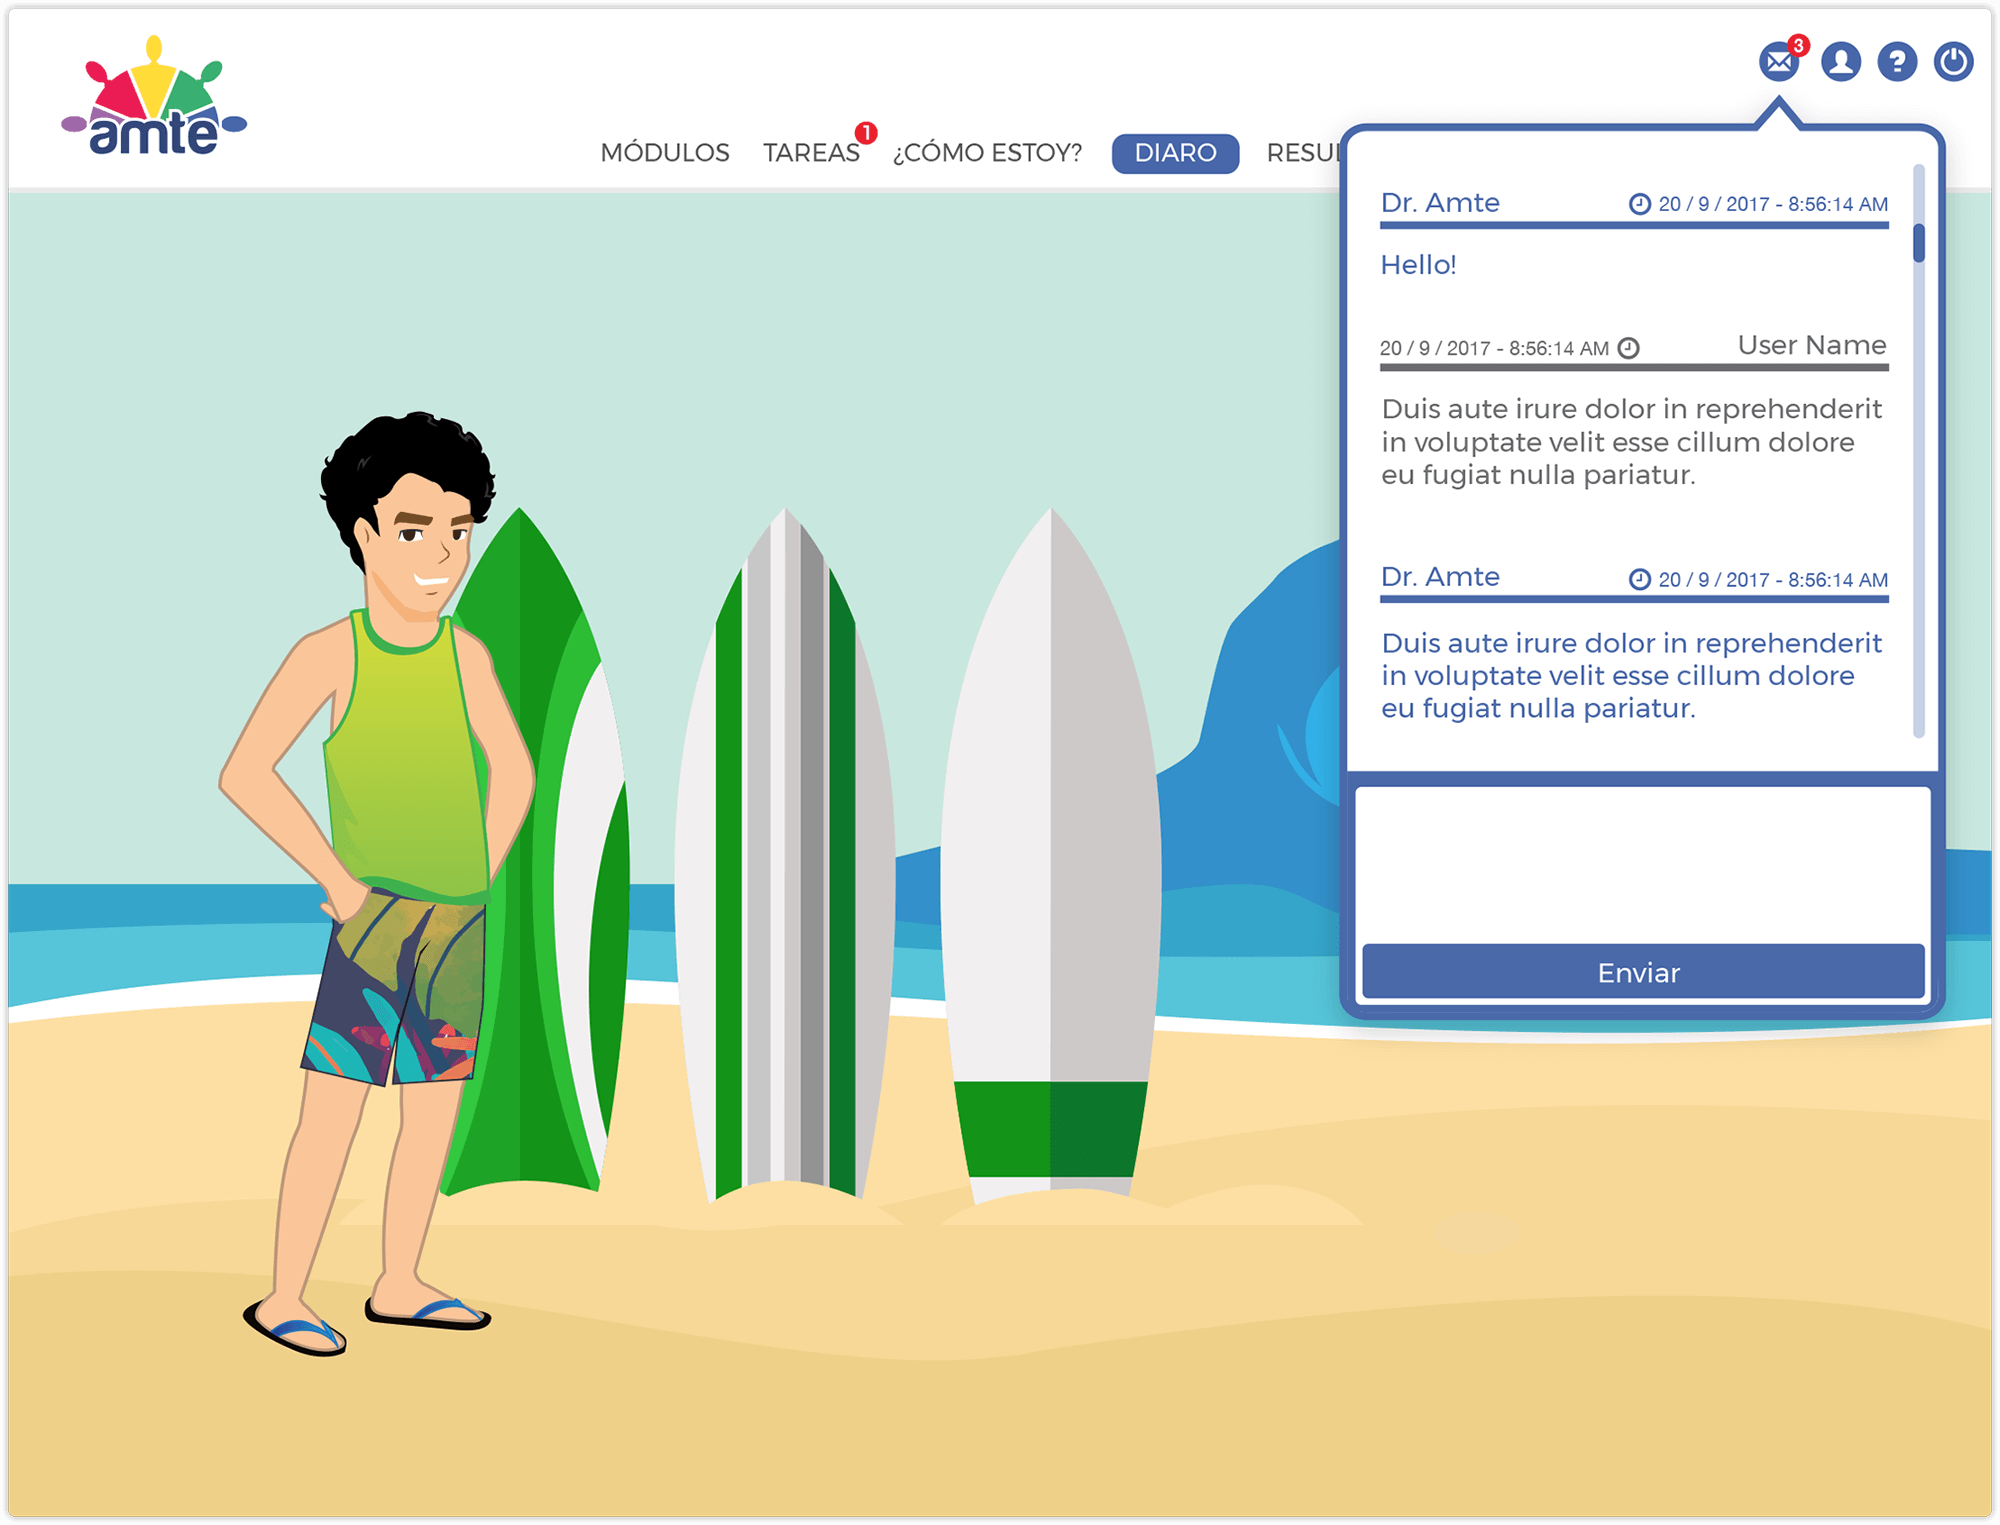 amte
3
MÓDULOS TAREAS 1 ¿CÓMO ESTOY? DIARO RESUL
Dr. Amte 20 / 9 / 2017 - 8:56:14 AM
Hello!
20 / 9 / 2017 - 8:56:14 AM User Name
Duis aute irure dolor in reprehenderit
in voluptate velit esse cillum dolore
eu fugiat nulla pariatur.
Dr. Amte 20 / 9 / 2017 - 8:56:14 AM
Duis aute irure dolor in reprehenderit
in voluptate velit esse cillum dolore
eu fugiat nulla pariatur.
Enviar